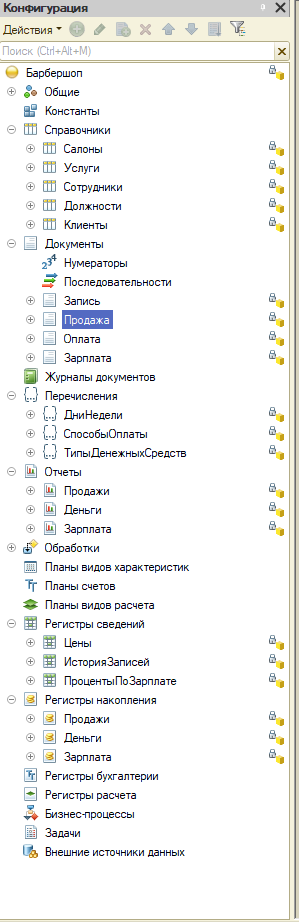 Конфигурация
Действия
Поиск (Ctrl+Alt+M)
Барбершоп
Общие
Константы
Справочники
Салоны
Услуги
Сотрудники
Должности
Клиенты
Документы
Нумераторы
Последовательности
Запись
Продажа
Оплата
Зарплата
Журналы документов
Перечисления
ДниНедели
СпособыОплаты
ТипыДенежныхСредств
Отчеты
Продажи
Деньги
Зарплата
Обработки
Планы видов характеристик
Планы счетов
Планы видов расчета
Регистры сведений
Цены
ИсторияЗаписей
ПроцентыПоЗарплате
Регистры накопления
Продажи
Деньги
Зарплата
Регистры бухгалтерии
Регистры расчета
Бизнес-процессы
Задачи
Внешние источники данных